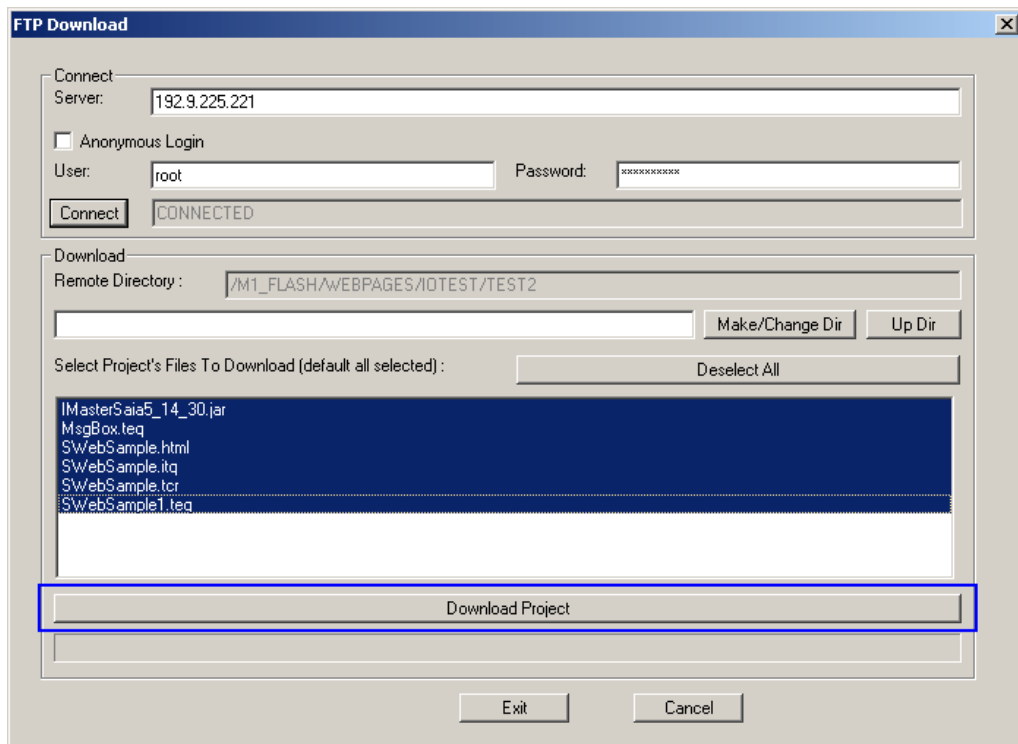 FTP Download
Connect
Server: 192.9.225.221
Anonymous Login
User: root Password: xxxxxxxxxx
Connect CONNECTED
Download
Remote Directory : /M1_FLASH/WEBPAGES/IOTEST/TEST2
Make/Change Dir Up Dir
Select Project's Files To Download (default all selected) : Deselect All
IMasterSaia5_14_30.jar
MsgBox.teq
SWebSample.html
SWebSample.itq
SWebSample.tcr
SWebSample1.teq
Download Project
Exit Cancel